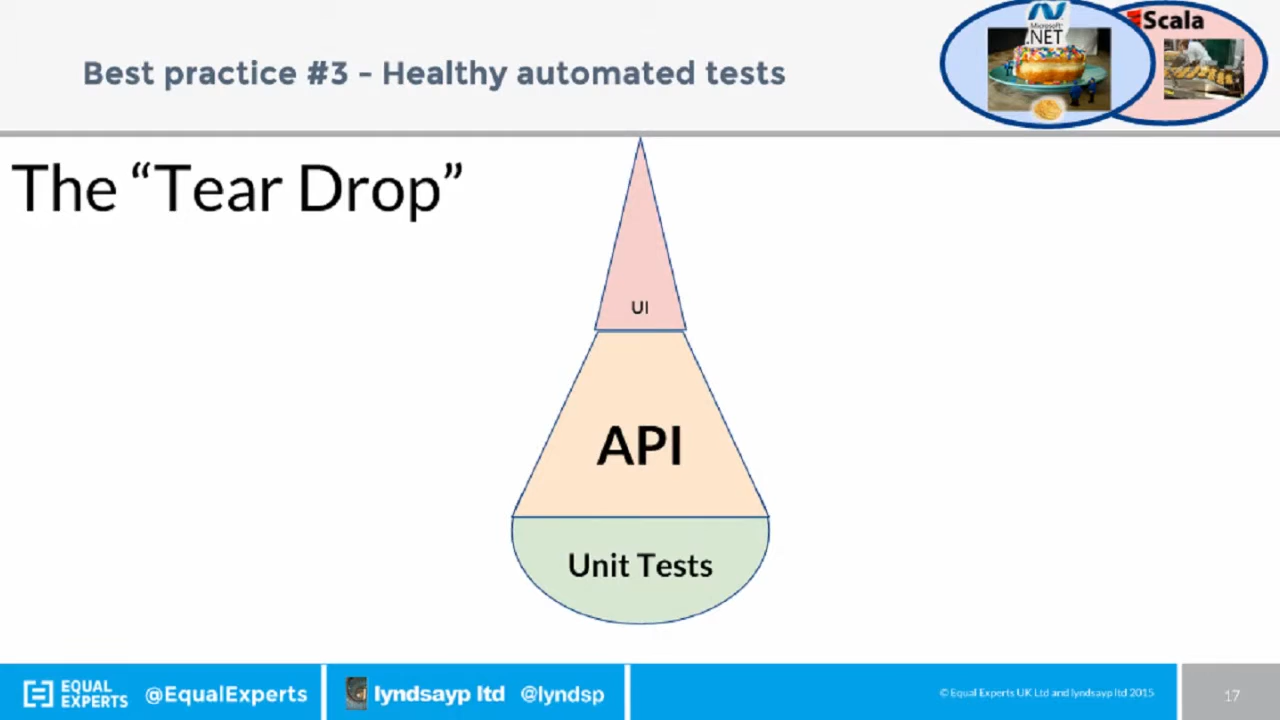 Best practice #3 - Healthy automated tests
Microsoft
.NET
Scala
The “Tear Drop”
UI
API
Unit Tests
EQUAL
EXPERTS
@EqualExperts
lyndsayp ltd
@lyndsp
© Equal Experts UK Ltd and lyndsayp ltd 2015
17